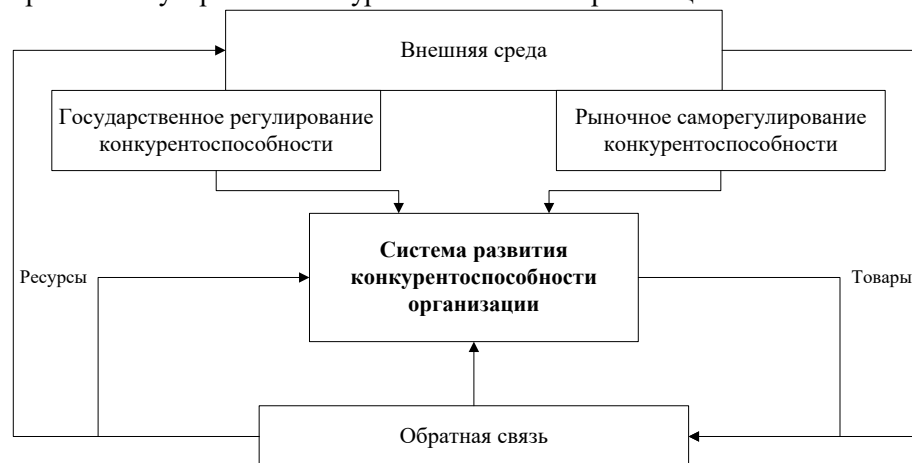 Внешняя среда
Государственное регулирование
конкурентоспособности
Рыночное саморегулирование
конкурентоспособности
Система развития
конкурентоспособности
организации
Ресурсы
Товары
Обратная связь